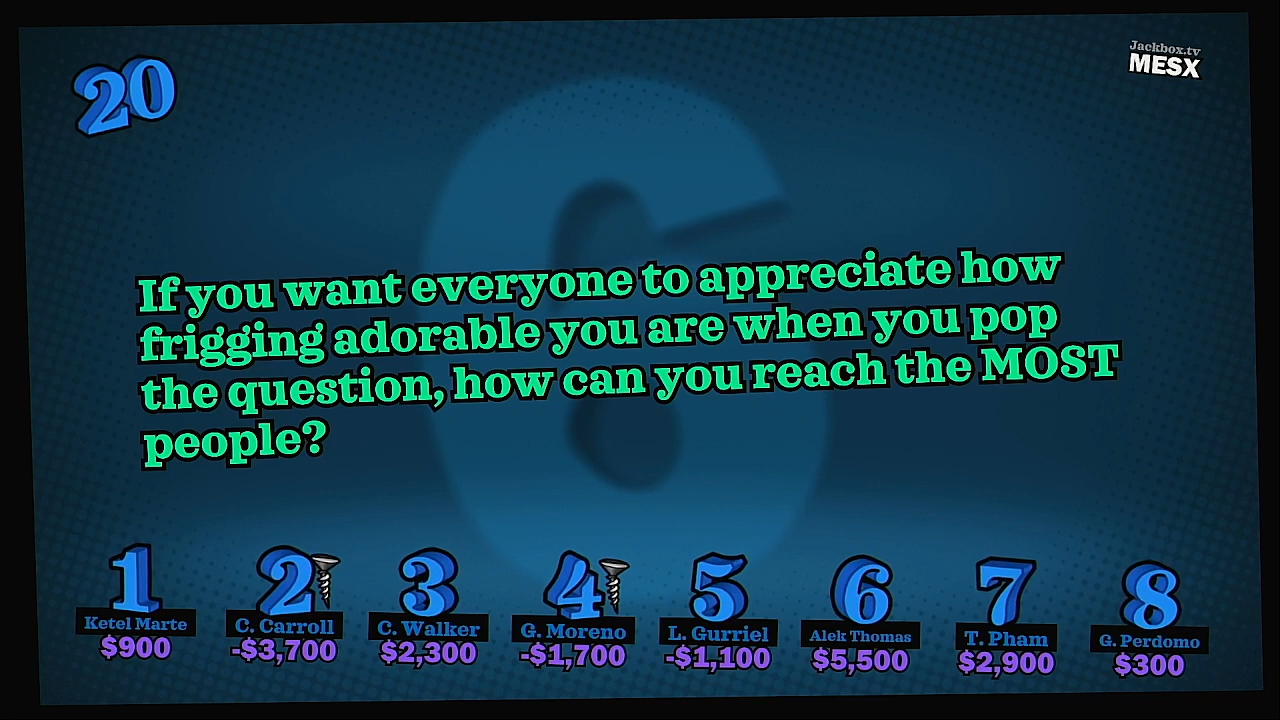 20
Jackbox.tv
MESX
6
If you want everyone to appreciate how
frigging adorable you are when you pop
the question, how can you reach the MOST
people?
1 2 3 4 5 6 7 8
Ketel Marte C. Carroll C. Walker G. Moreno L. Gurriel Alek Thomas T. Pham G. Perdomo
$900 -$3,700 $2,300 -$1,700 -$1,100 $5,500 $2,900 $300